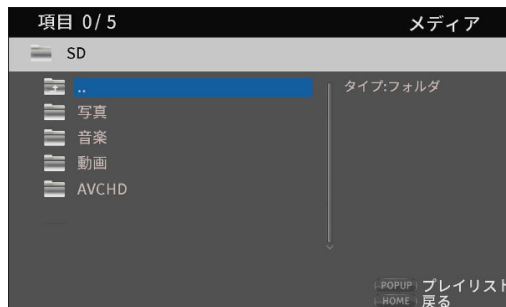 項目 0/5
メディア
SD
..
タイプ:フォルダ
写真
音楽
動画
AVCHD
POPUP プレイリスト
HOME 戻る